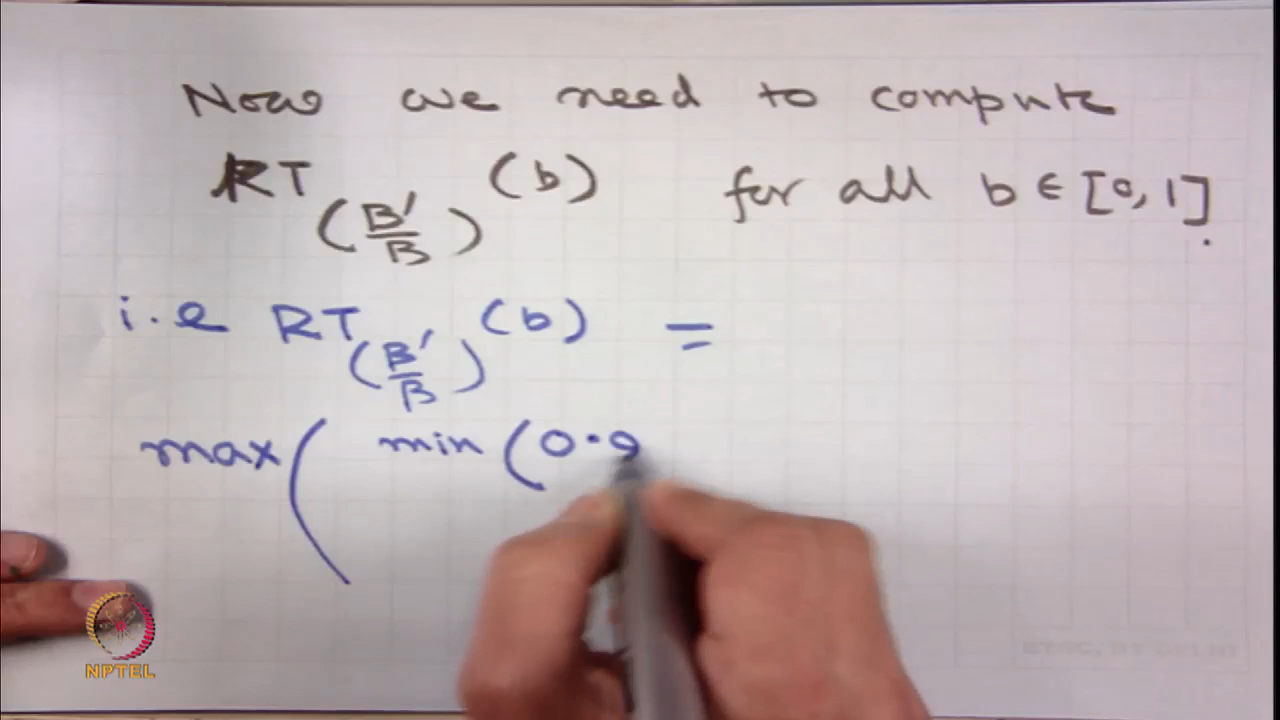 Now we need to compute
RT(B'/B)(b) for all b ∈ [0,1].
i.e RT(B'/B)(b) =
max( min (0.9
NPTEL